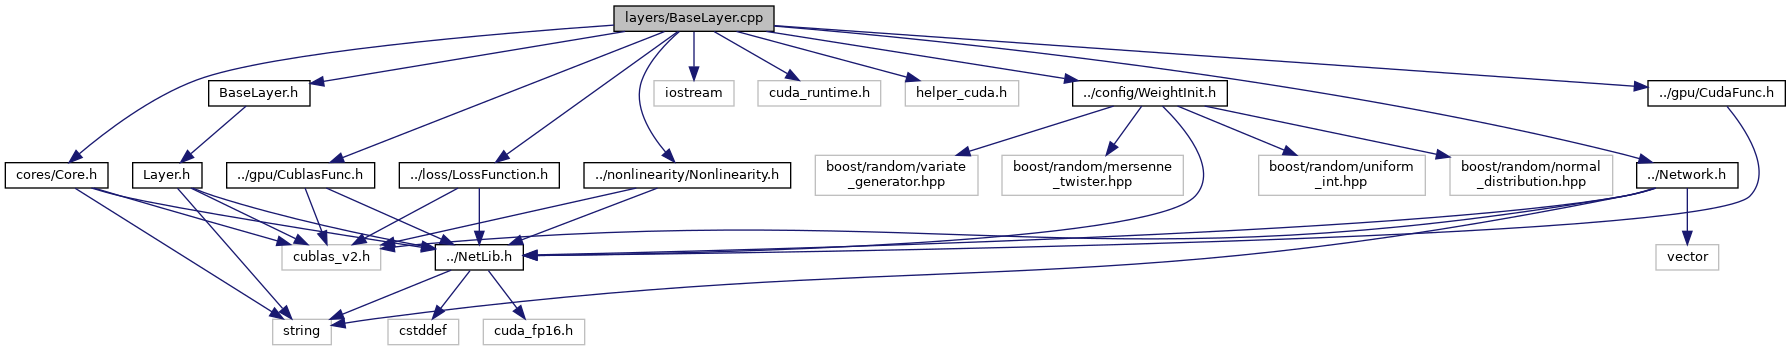 layers/BaseLayer.cpp
BaseLayer.h
iostream
cuda_runtime.h
helper_cuda.h
../config/WeightInit.h
../gpu/CudaFunc.h
cores/Core.h
Layer.h
../gpu/CublasFunc.h
../loss/LossFunction.h
../nonlinearity/Nonlinearity.h
boost/random/variate
_generator.hpp
boost/random/mersenne
_twister.hpp
boost/random/uniform
_int.hpp
boost/random/normal
_distribution.hpp
../Network.h
cublas_v2.h
../NetLib.h
vector
string
cstddef
cuda_fp16.h